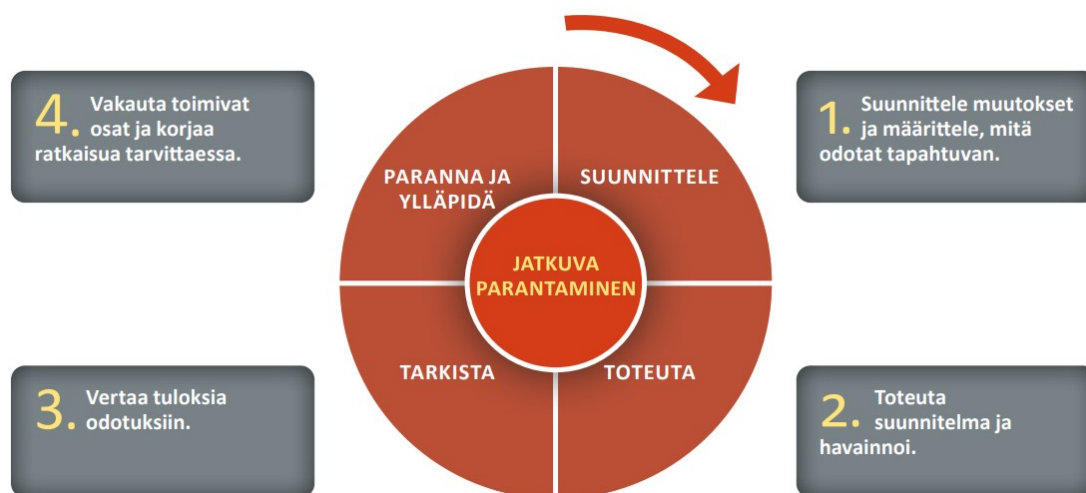 4. Vakauta toimivat
osat ja korjaa
ratkaisua tarvittaessa.
1. Suunnittele muutokset
ja määrittele, mitä
odotat tapahtuvan.
PARANNA JA
YLLÄPIDÄ
SUUNNITTELE
JATKUVA
PARANTAMINEN
TARKISTA
TOTEUTA
3. Vertaa tuloksia
odotuksiin.
2. Toteuta
suunnitelma ja
havainnoi.